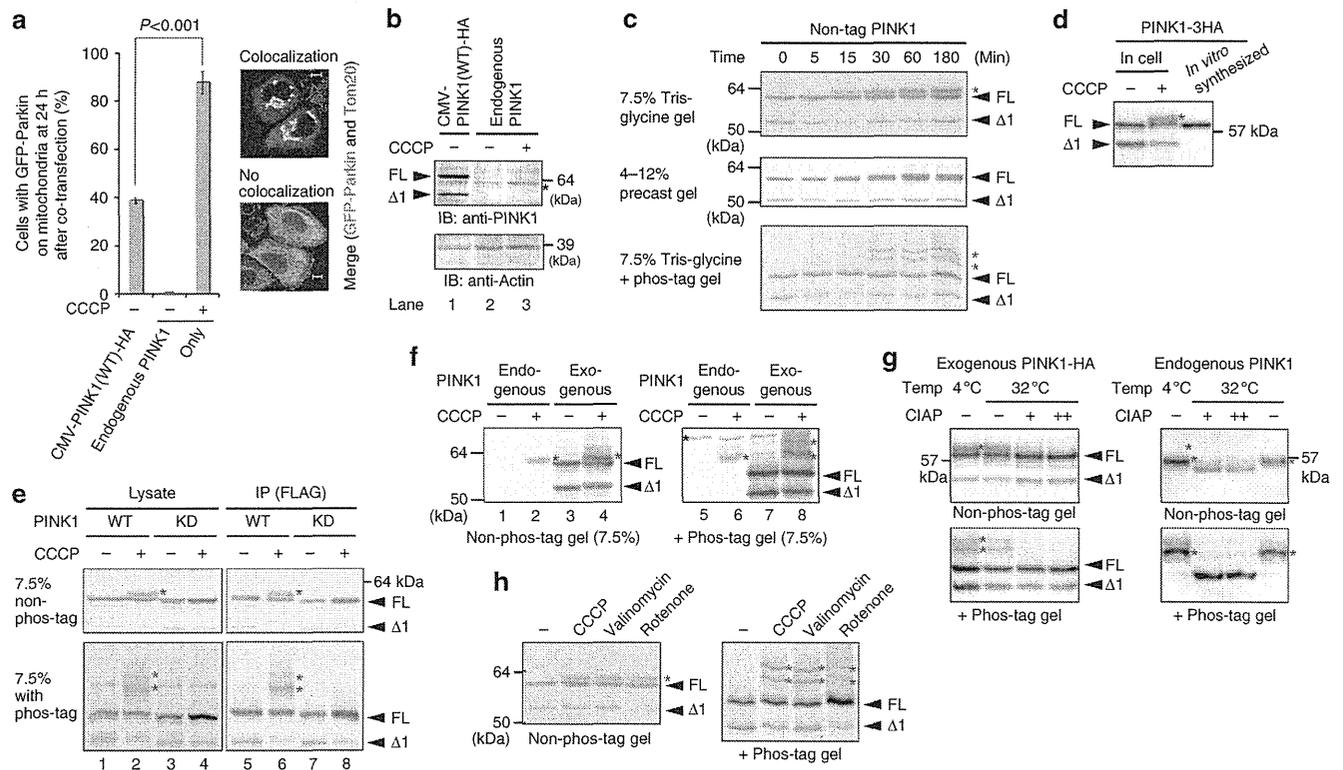 a
P<0.001
Cells with GFP-Parkin
on mitochondria at 24 h
after co-transfection (%)
100
80
60
40
20
0
CCCP – – +
CMV-PINK1(WT)-HA
Endogenous PINK1
Only
Colocalization
No
colocalization
Merge (GFP-Parkin and Tom20)
b
CMV-
PINK1(WT)-HA
Endogenous
PINK1
CCCP – – +
FL
Δ1
64
*
(kDa)
IB: anti-PINK1
39
(kDa)
IB: anti-Actin
Lane 1 2 3
c
Non-tag PINK1
Time 0 5 15 30 60 180 (Min)
7.5% Tris-
glycine gel
64
50
(kDa)
*
FL
Δ1
4–12%
precast gel
64
50
(kDa)
FL
Δ1
7.5% Tris-glycine
+ phos-tag gel
*
*
FL
Δ1
d
PINK1-3HA
In cell
In vitro
synthesized
CCCP – +
FL
Δ1
*
57 kDa
e
Lysate IP (FLAG)
PINK1 WT KD WT KD
CCCP – + – + – + – +
7.5%
non-
phos-tag
* *
64 kDa
FL
Δ1
7.5%
with
phos-tag
* *
* *
FL
Δ1
1 2 3 4 5 6 7 8
f
PINK1
Endo-
genous
Exo-
genous
CCCP – + – +
64
50
(kDa)
* *
FL
Δ1
1 2 3 4
Non-phos-tag gel (7.5%)
PINK1
Endo-
genous
Exo-
genous
CCCP – + – +
* *
* *
FL
Δ1
5 6 7 8
+ Phos-tag gel (7.5%)
g
Exogenous PINK1-HA
Temp 4°C 32°C
CIAP – – + ++
57
kDa
*
FL
Δ1
Non-phos-tag gel
*
*
FL
Δ1
+ Phos-tag gel
Endogenous PINK1
Temp 4°C 32°C
CIAP – + ++ –
* *
57
kDa
Non-phos-tag gel
* *
+ Phos-tag gel
h
– CCCP Valinomycin Rotenone
64
50
(kDa)
*
FL
Δ1
Non-phos-tag gel
– CCCP Valinomycin Rotenone
* * *
* * *
FL
Δ1
+ Phos-tag gel